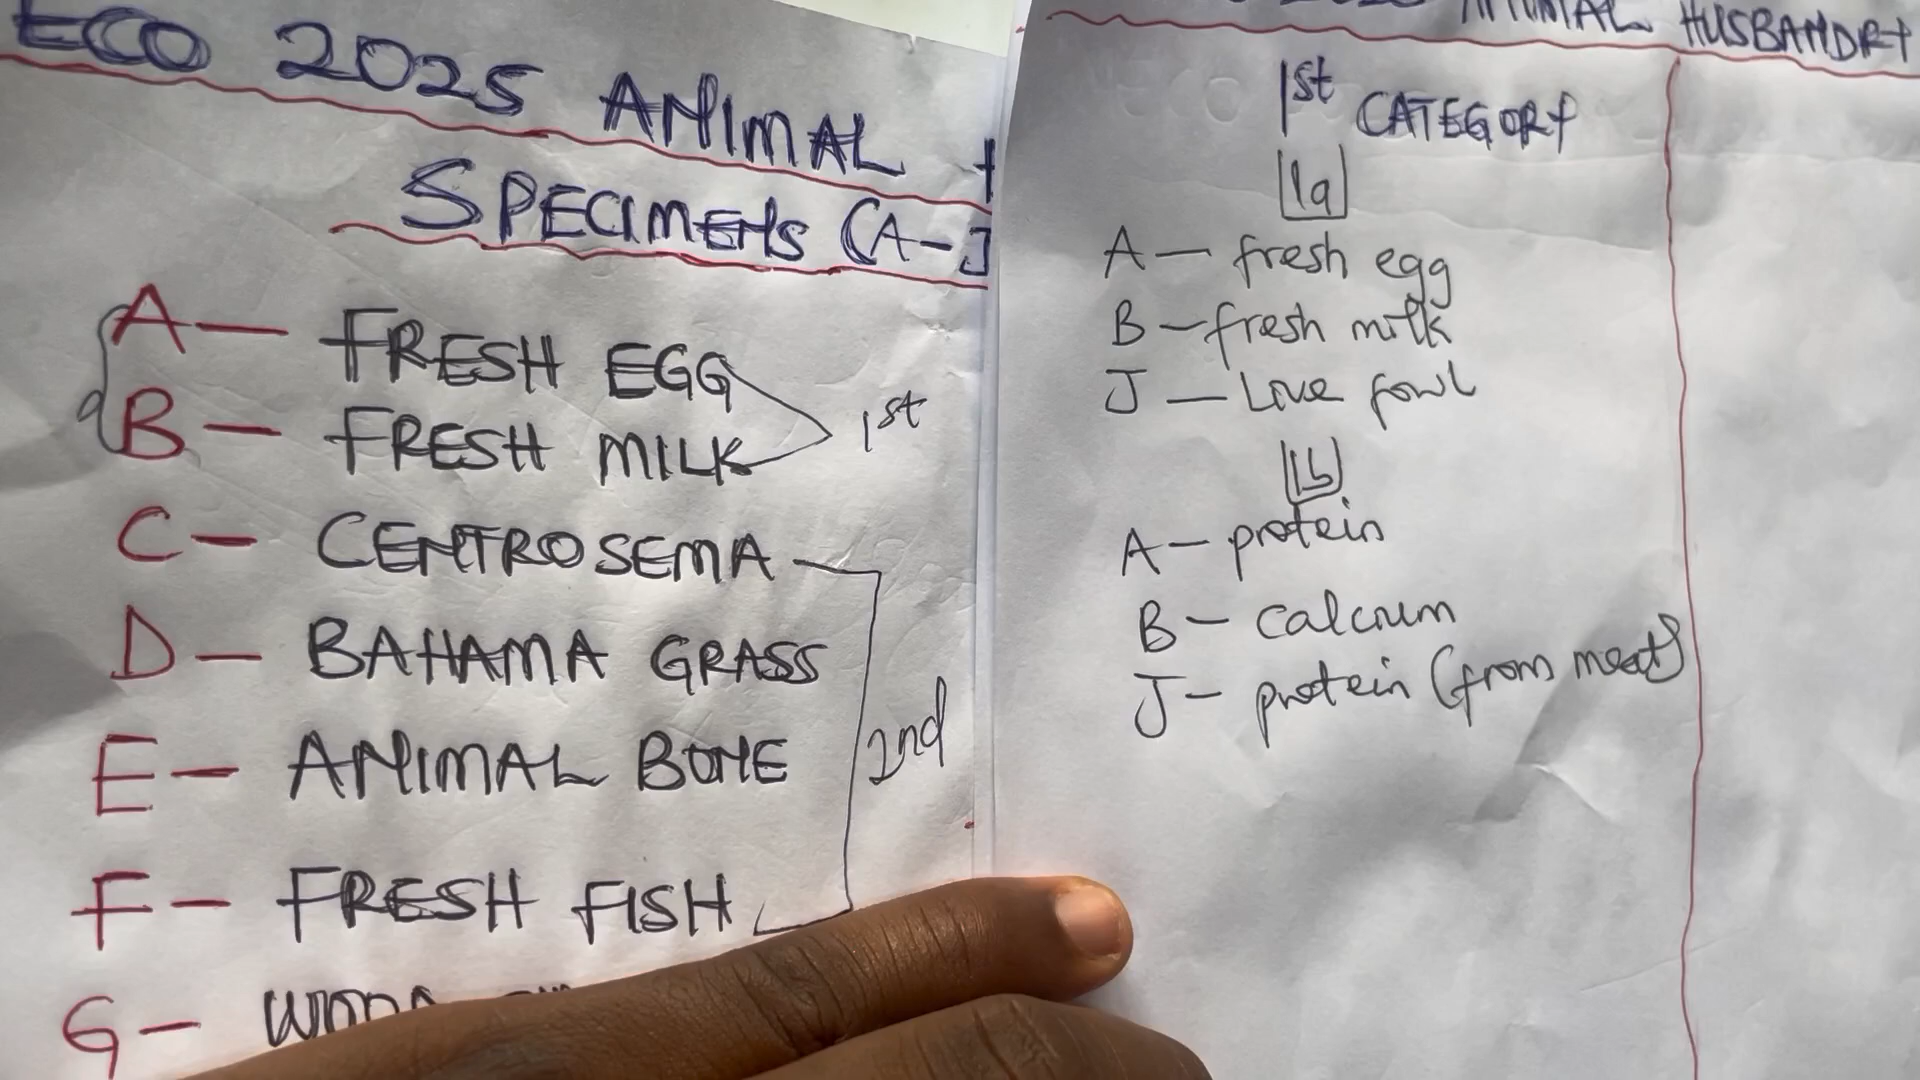 ECO 2025 ANIMAL
SPECIMENS (A-J
A- FRESH EGG
B- FRESH MILK
1st
C- CENTROSEMA
D- BAHAMA GRASS
E- ANIMAL BONE
F- FRESH FISH
2nd
G-
ANIMAL HUSBANDRY
1st CATEGORY
1a
A- fresh egg
B- fresh milk
J- Live fowl
1b
A- protein
B- calcium
J- protein (from meat)